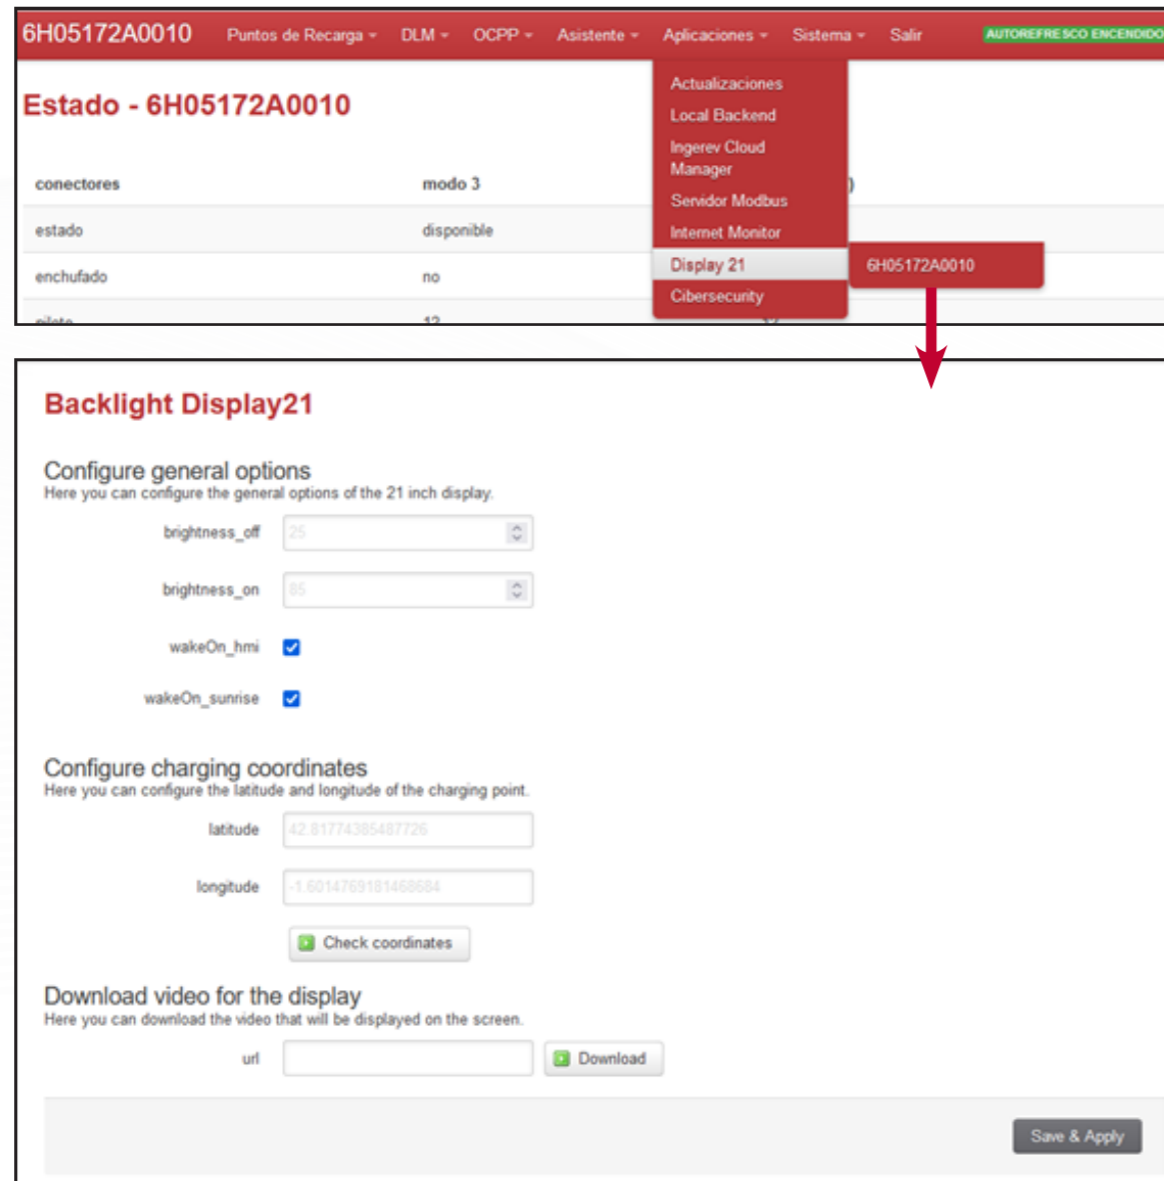 6H05172A0010 Puntos de Recarga DLM OCPP Asistente Aplicaciones Sistema Salir AUTOREFRESCO ENCENDIDO
Estado - 6H05172A0010
Actualizaciones
Local Backend
Ingerev Cloud
Manager
Servidor Modbus
Internet Monitor
Display 21
Cibersecurity
6H05172A0010
conectores modo 3 )
estado disponible
enchufado no
piloto 12 12
Backlight Display21
Configure general options
Here you can configure the general options of the 21 inch display.
brightness_off 25
brightness_on 85
wakeOn_hmi
wakeOn_sunrise
Configure charging coordinates
Here you can configure the latitude and longitude of the charging point.
latitude 42.81774385487726
longitude -1.6014769181468684
Check coordinates
Download video for the display
Here you can download the video that will be displayed on the screen.
url Download
Save & Apply